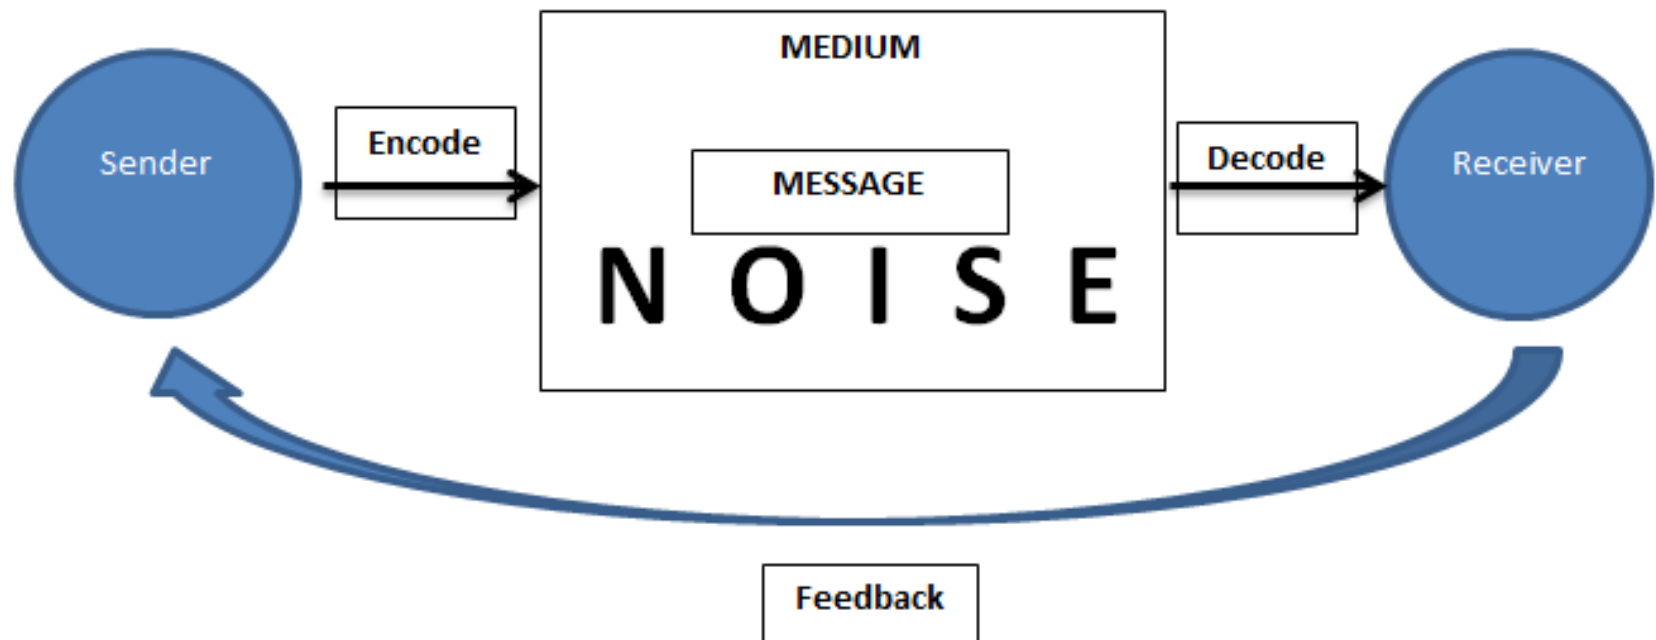 MEDIUM
Sender
Encode
MESSAGE
Decode
Receiver
N O I S E
Feedback